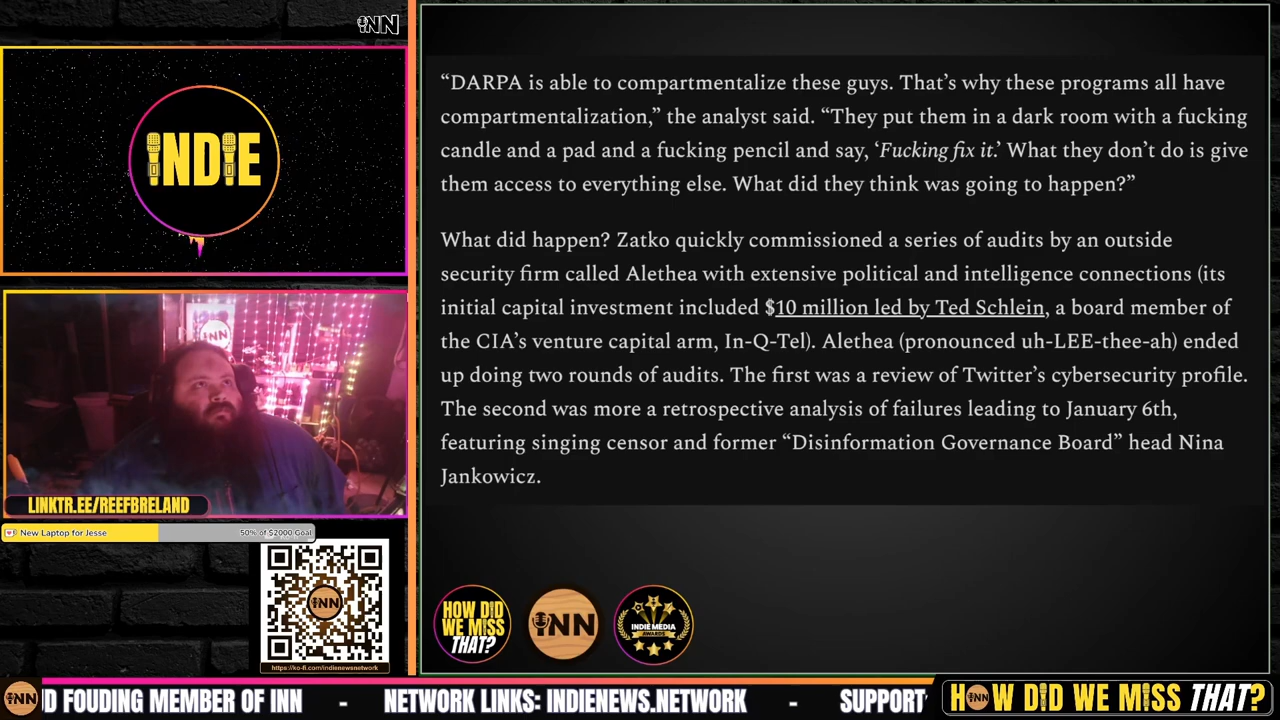 iNN
iNDiE
iNN
LINKTR.EE/REEFBRELAND
New Laptop for Jesse
50% of $2000 Goal
iNN
https://ko-fi.com/indienewsnetwork
“DARPA is able to compartmentalize these guys. That’s why these programs all have
compartmentalization,” the analyst said. “They put them in a dark room with a fucking
candle and a pad and a fucking pencil and say, ‘Fucking fix it.’ What they don’t do is give
them access to everything else. What did they think was going to happen?”
What did happen? Zatko quickly commissioned a series of audits by an outside
security firm called Alethea with extensive political and intelligence connections (its
initial capital investment included $10 million led by Ted Schlein, a board member of
the CIA’s venture capital arm, In-Q-Tel). Alethea (pronounced uh-LEE-thee-ah) ended
up doing two rounds of audits. The first was a review of Twitter’s cybersecurity profile.
The second was more a retrospective analysis of failures leading to January 6th,
featuring singing censor and former “Disinformation Governance Board” head Nina
Jankowicz.
HOW DiD
WE MiSS
THAT?
iNN
INDIE MEDIA
AWARDS
iNN
D FOUDING MEMBER OF INN - NETWORK LINKS: INDIENEWS.NETWORK - SUPPORT
HOW DiD WE MiSS THAT?